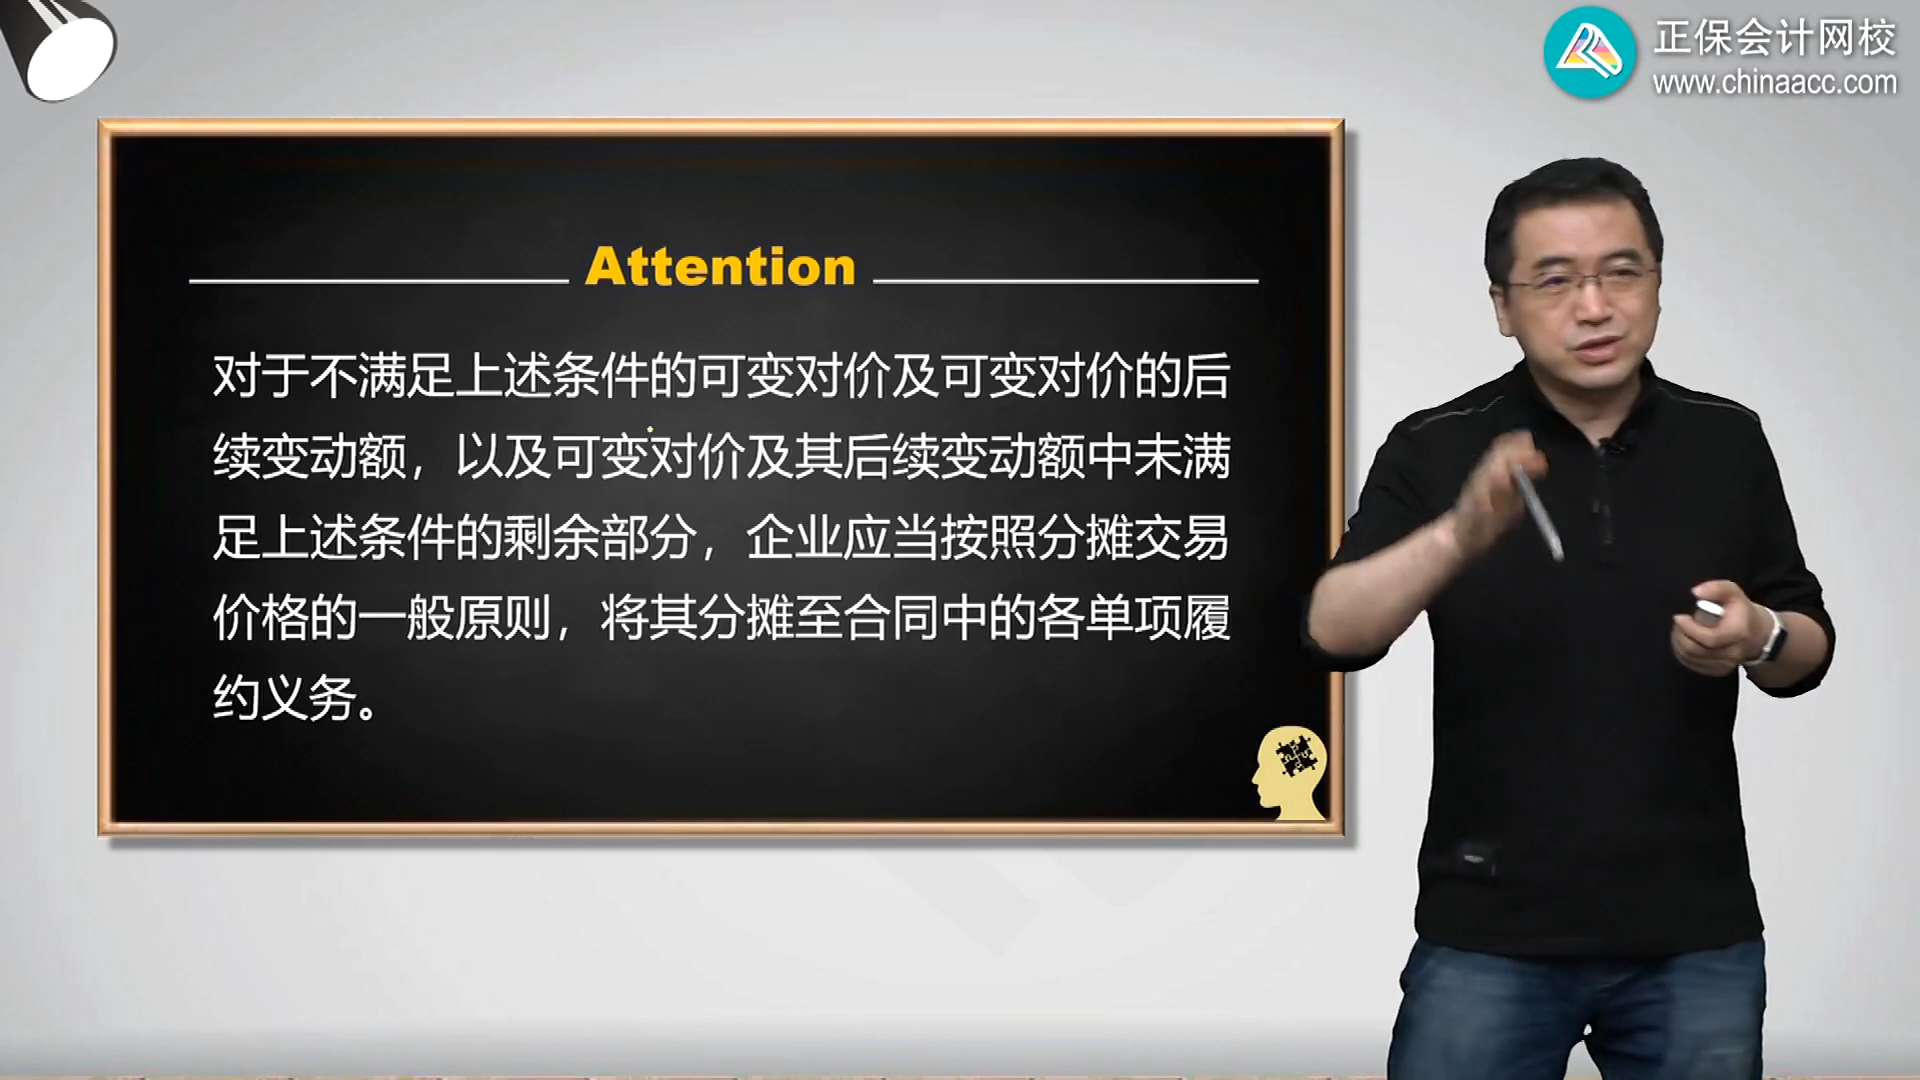 正保会计网校
www.chinaacc.com
Attention
对于不满足上述条件的可变对价及可变对价的后
续变动额，以及可变对价及其后续变动额中未满
足上述条件的剩余部分，企业应当按照分摊交易
价格的一般原则，将其分摊至合同中的各单项履
约义务。